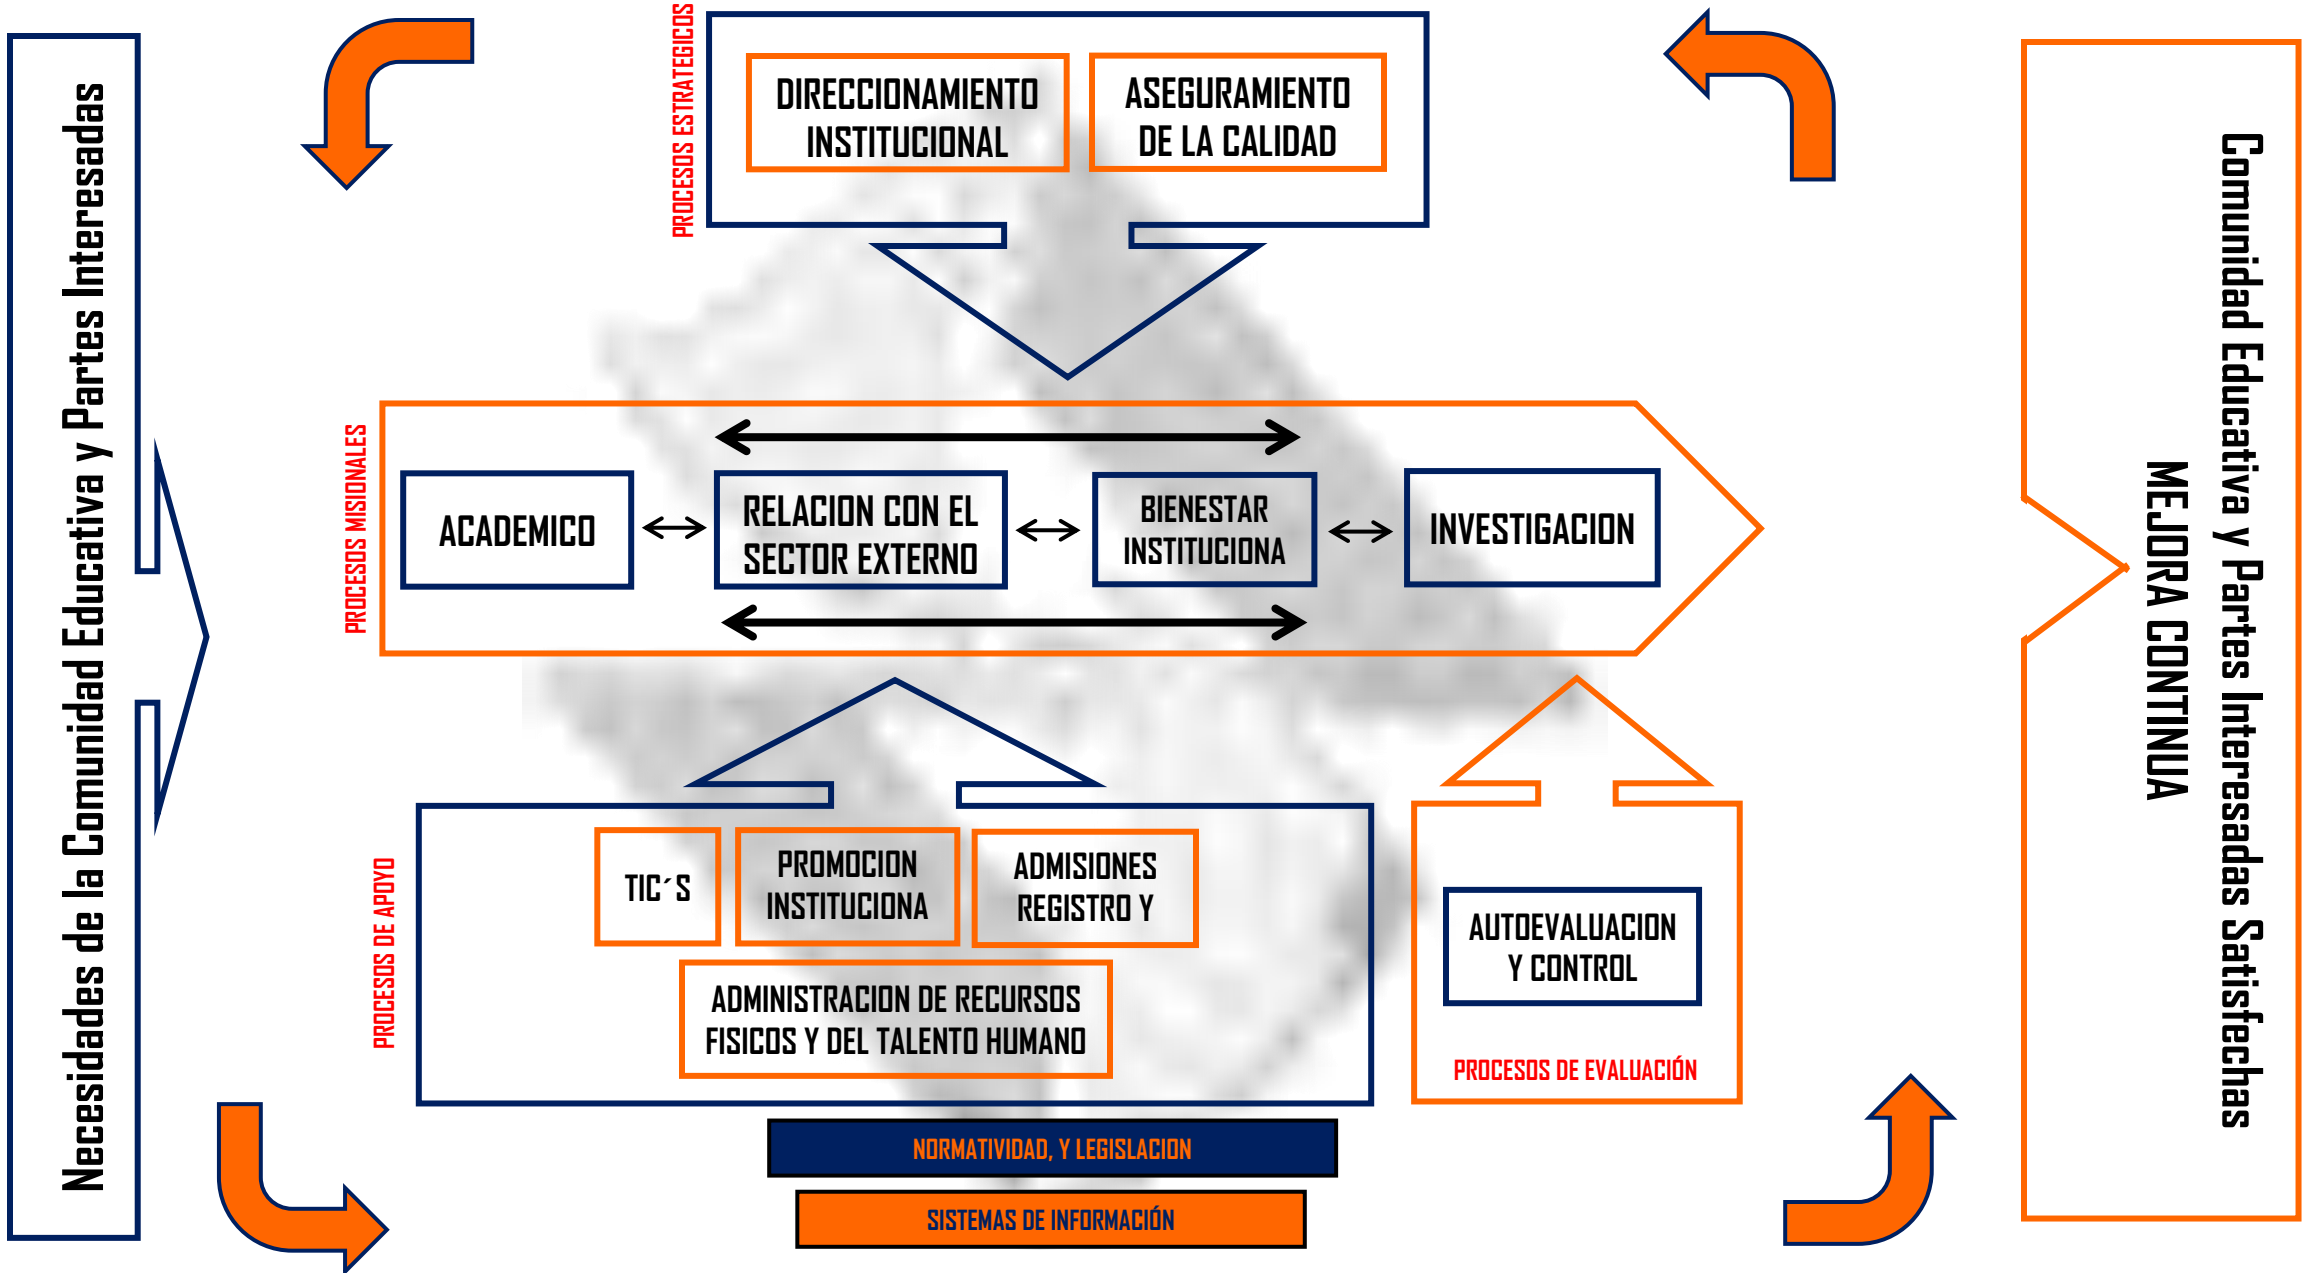 Necesidades de la Comunidad Educativa y Partes Interesadas
PROCESOS ESTRATEGICOS
DIRECCIONAMIENTO
INSTITUCIONAL
ASEGURAMIENTO
DE LA CALIDAD
PROCESOS MISIONALES
ACADEMICO
RELACION CON EL
SECTOR EXTERNO
BIENESTAR
INSTITUCIONA
INVESTIGACION
PROCESOS DE APOYO
TIC´S
PROMOCION
INSTITUCIONA
ADMISIONES
REGISTRO Y
ADMINISTRACION DE RECURSOS
FISICOS Y DEL TALENTO HUMANO
AUTOEVALUACION
Y CONTROL
PROCESOS DE EVALUACIÓN
NORMATIVIDAD, Y LEGISLACION
SISTEMAS DE INFORMACIÓN
Comunidad Educativa y Partes Interesadas Satisfechas
MEJORA CONTINUA